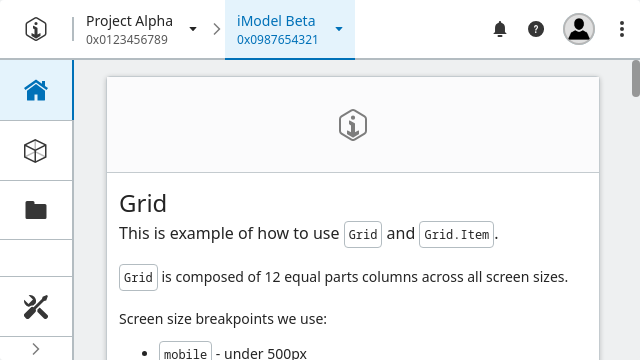 Project Alpha
0x0123456789
iModel Beta
0x0987654321
Grid
This is example of how to use Grid and Grid.Item.
Grid is composed of 12 equal parts columns across all screen sizes.
Screen size breakpoints we use:
• mobile - under 500px